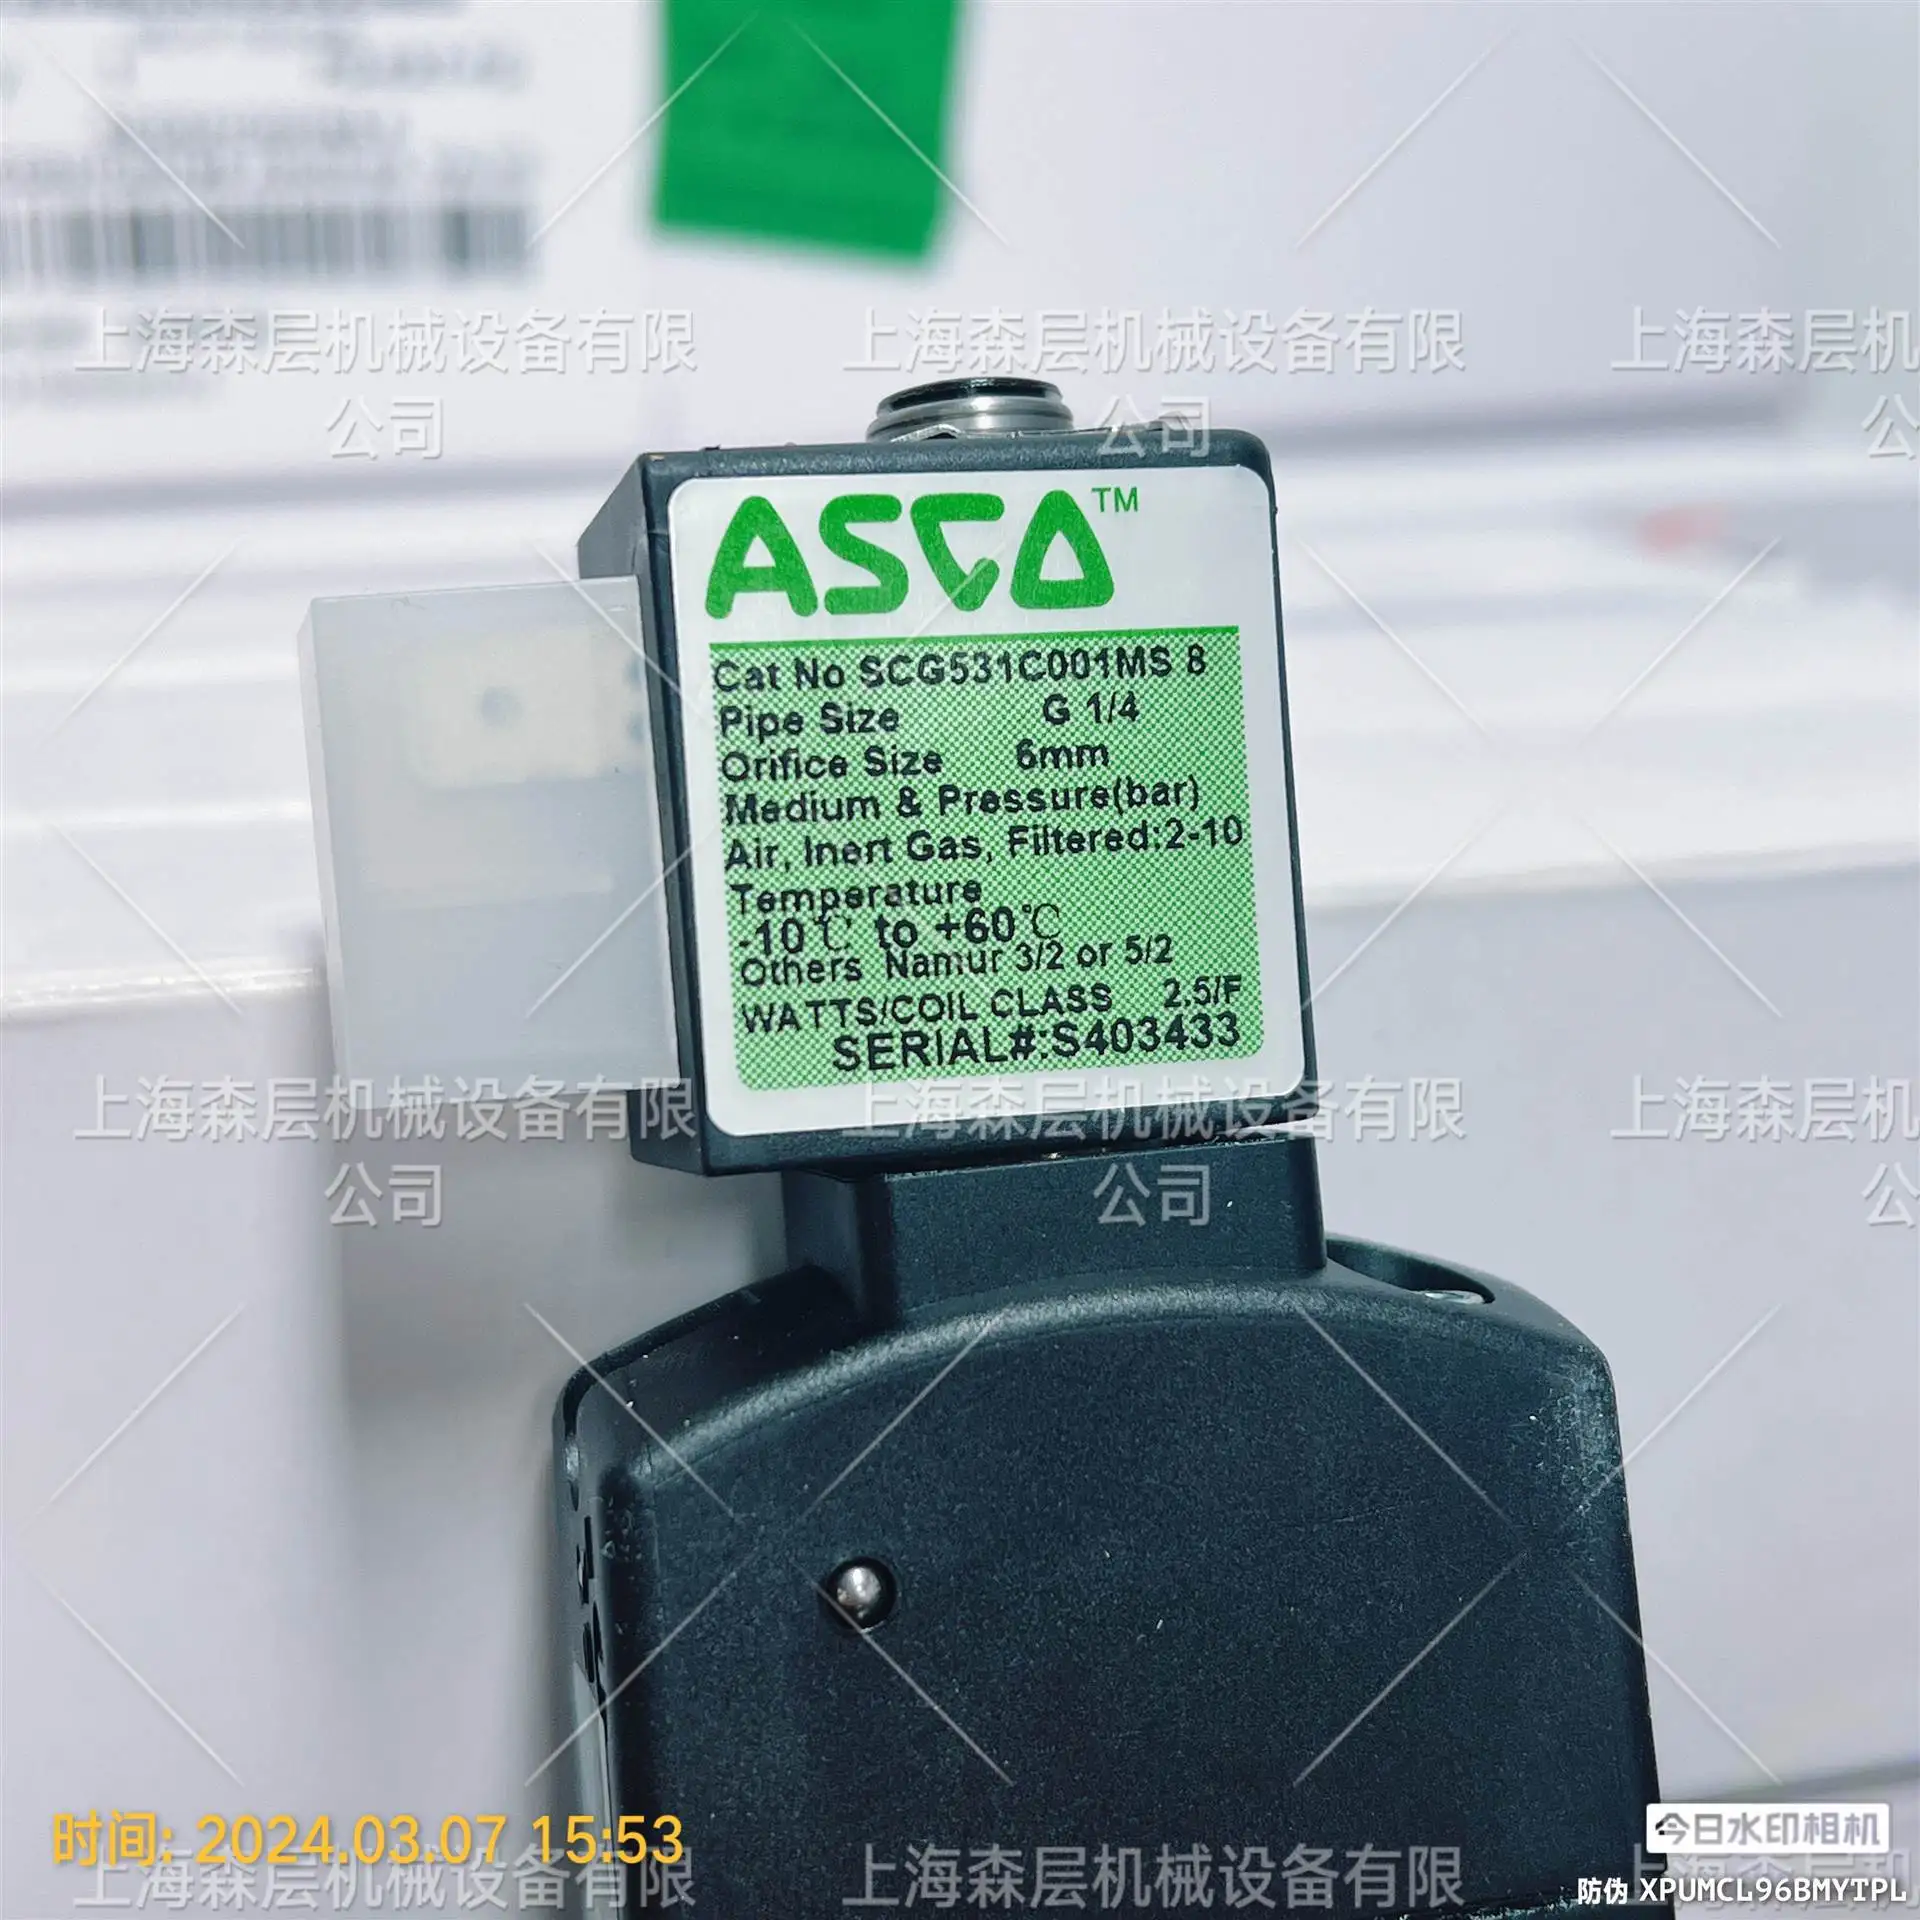 ASCO™
Cat No SCG531C001MS 8
Pipe Size G 1/4
Orifice Size 6mm
Medium & Pressure(bar)
Air, Inert Gas, Filtered:2-10
Temperature
-10℃ to +60℃
Others Namur 3/2 or 5/2
WATTS/COIL CLASS 2.5/F
SERIAL#:S403433
上海森层机械设备有限
公司
上海森层机械设备有限
公司
上海森层机
公
上海森层机械设备有限
公司
上海森层机械设备有限
公司
上海森层机
公
时间: 2024.03.07 15:53
上海森层机械设备有限
上海森层机械设备有限
上海森层机
今日水印相机
防伪 XPUMCL96BMYTPL